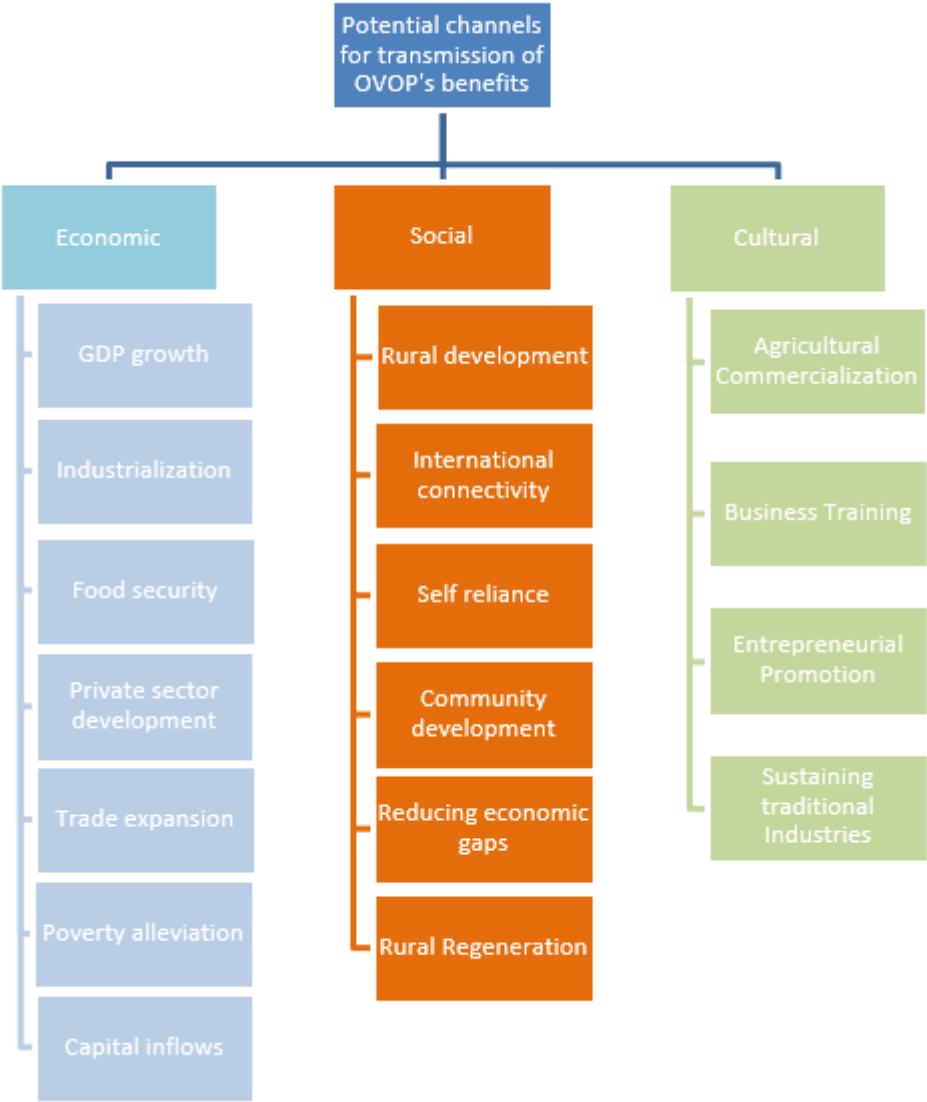 Potential channels
for transmission of
OVOP's benefits
Economic
GDP growth
Industrialization
Food security
Private sector
development
Trade expansion
Poverty alleviation
Capital inflows
Social
Rural development
International
connectivity
Self reliance
Community
development
Reducing economic
gaps
Rural Regeneration
Cultural
Agricultural
Commercialization
Business Training
Entrepreneurial
Promotion
Sustaining
traditional
Industries